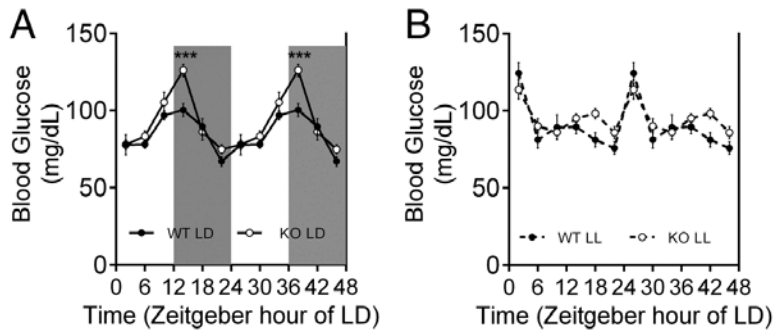 A
Blood Glucose
(mg/dL)
150
100
50
0
***
***
WT LD
KO LD
0 6 12 18 24 30 36 42 48
Time (Zeitgeber hour of LD)
B
Blood Glucose
(mg/dL)
150
100
50
0
WT LL
KO LL
0 6 12 18 24 30 36 42 48
Time (Zeitgeber hour of LD)